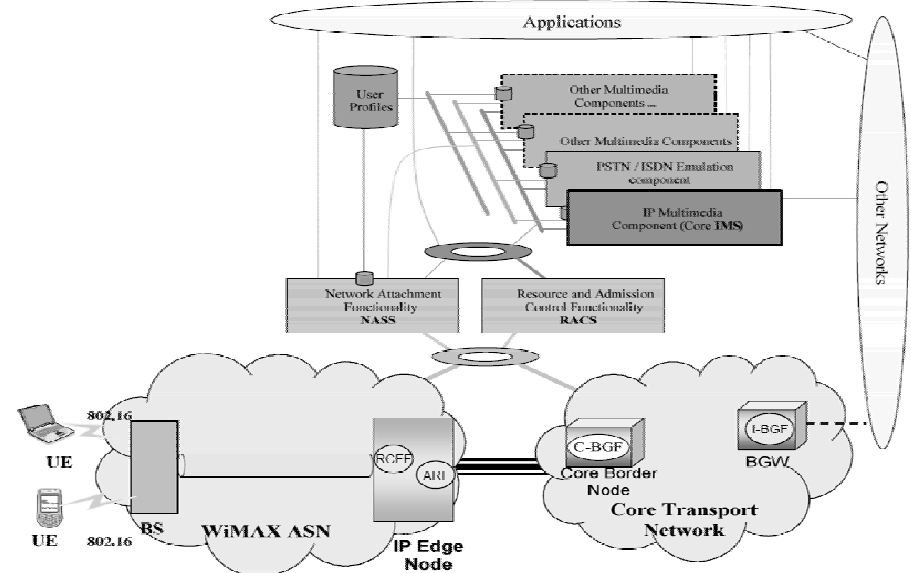 Applications
User
Profiles
Other Multimedia
Components ...
Other Multimedia Components
PSTN / ISDN Emulation
component
IP Multimedia
Component (Core IMS)
Other Networks
Network Attachment
Functionality
NASS
Resource and Admission
Control Functionality
RACS
802.16
UE
UE
802.16
BS
WiMAX ASN
RCEF
ARF
IP Edge
Node
C-BGF
Core Border
Node
I-BGF
BGW
Core Transport
Network